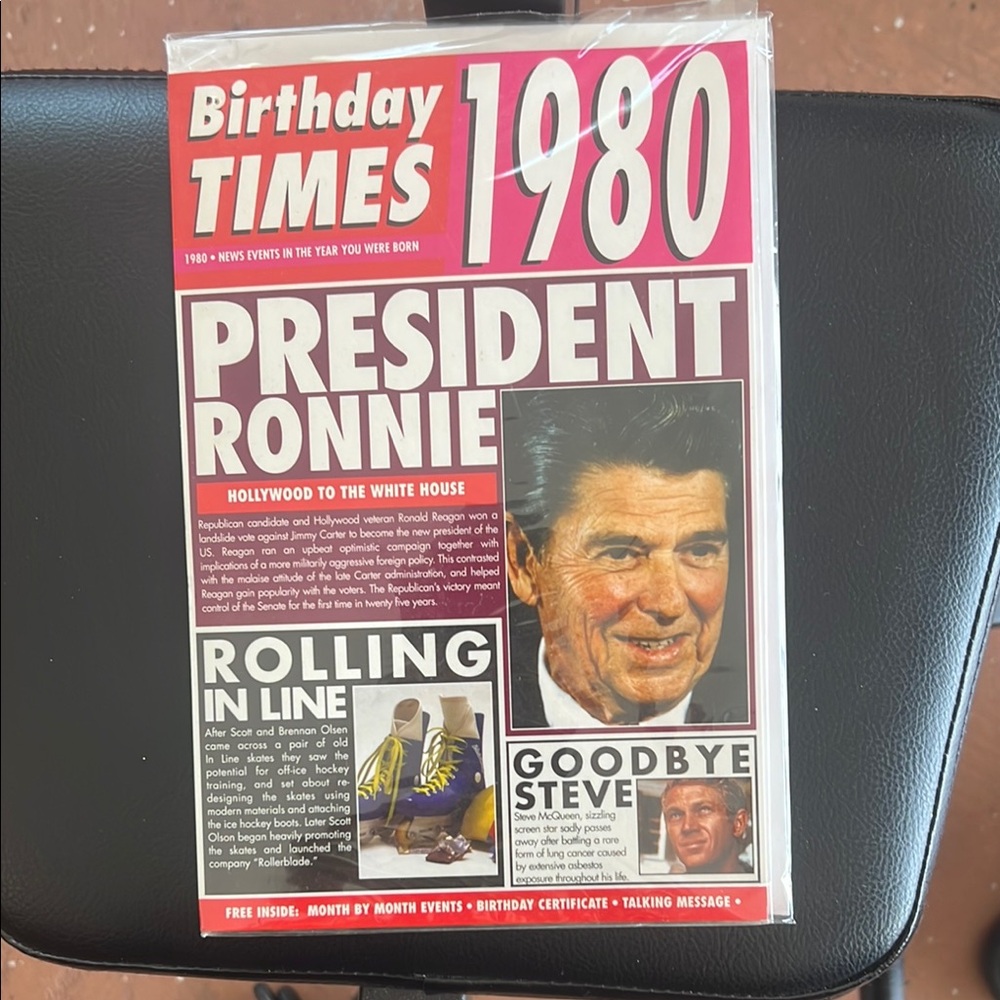 Birthday
TIMES
1980
1980 • NEWS EVENTS IN THE YEAR YOU WERE BORN
PRESIDENT
RONNIE
HOLLYWOOD TO THE WHITE HOUSE
Republican candidate and Hollywood veteran Ronald Reagan won a
landslide vote against Jimmy Carter to become the new president of the
US. Reagan ran an upbeat optimistic campaign together with
implications of a more militarily aggressive foreign policy. This contrasted
with the malaise attitude of the late Carter administration, and helped
Reagan gain popularity with the voters. The Republican's victory meant
control of the Senate for the first time in twenty five years.
ROLLING
IN LINE
After Scott and Brennan Olsen
came across a pair of old
In Line skates they saw the
potential for off-ice hockey
training, and set about re-
designing the skates using
modern materials and attaching
the ice hockey boots. Later Scott
Olson began heavily promoting
the skates and launched the
company "Rollerblade."
GOODBYE
STEVE
Steve McQueen, sizzling
screen star sadly passes
away after battling a rare
form of lung cancer caused
by extensive asbestos
exposure throughout his life.
FREE INSIDE: MONTH BY MONTH EVENTS • BIRTHDAY CERTIFICATE • TALKING MESSAGE •